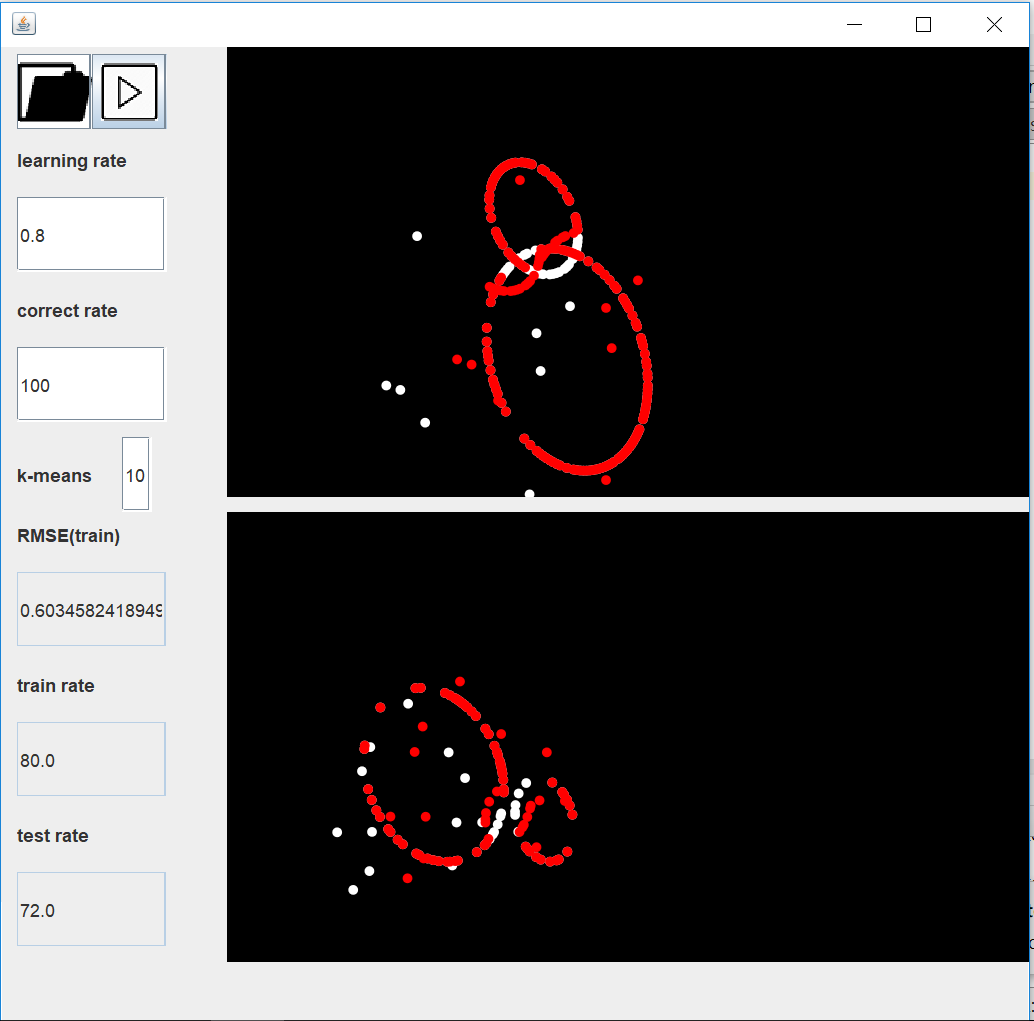 learning rate
0.8
correct rate
100
k-means 10
RMSE(train)
0.6034582418949
train rate
80.0
test rate
72.0